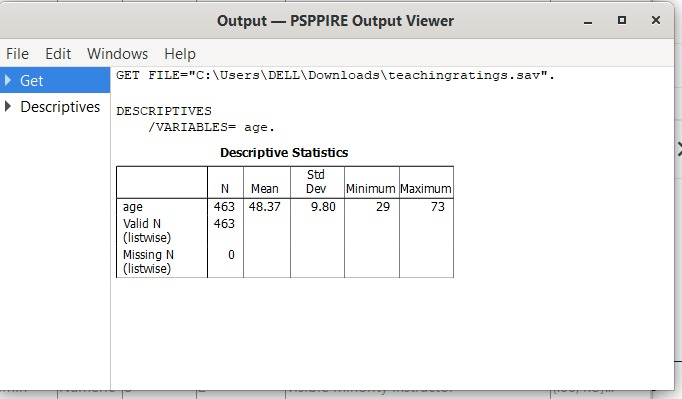 Output — PSPPIRE Output Viewer
File Edit Windows Help
Get
Descriptives
GET FILE="C:\Users\DELL\Downloads\teachingratings.sav".
DESCRIPTIVES
/VARIABLES= age.
Descriptive Statistics
N Mean Std Dev Minimum Maximum
age 463 48.37 9.80 29 73
Valid N (listwise) 463
Missing N (listwise) 0